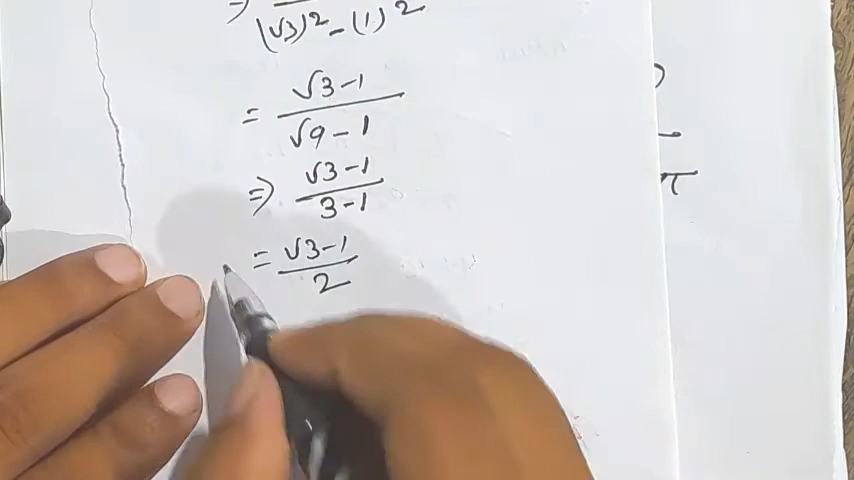 => (√3)² - (1)²
= √3-1 / √9-1
=> √3-1 / 3-1
= √3-1 / 2
π